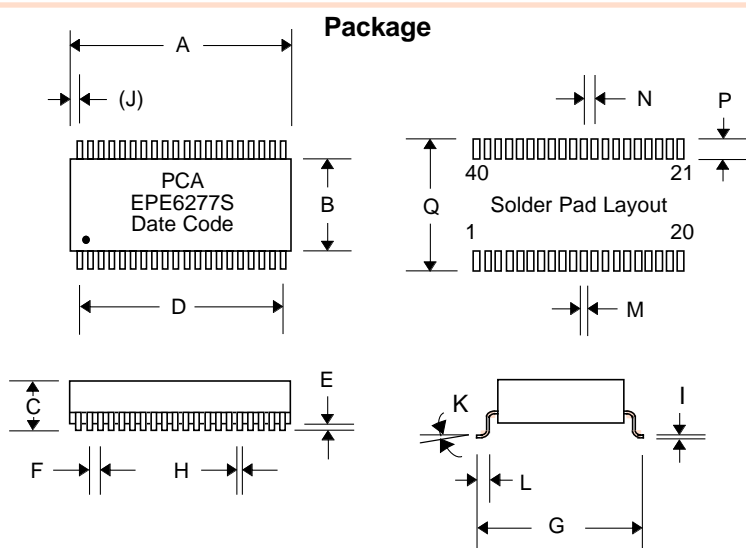 Package
A
(J)
PCA
EPE6277S
Date Code
B
D
N
P
40
21
Q
Solder Pad Layout
1
20
M
C
E
F
H
K
I
L
G